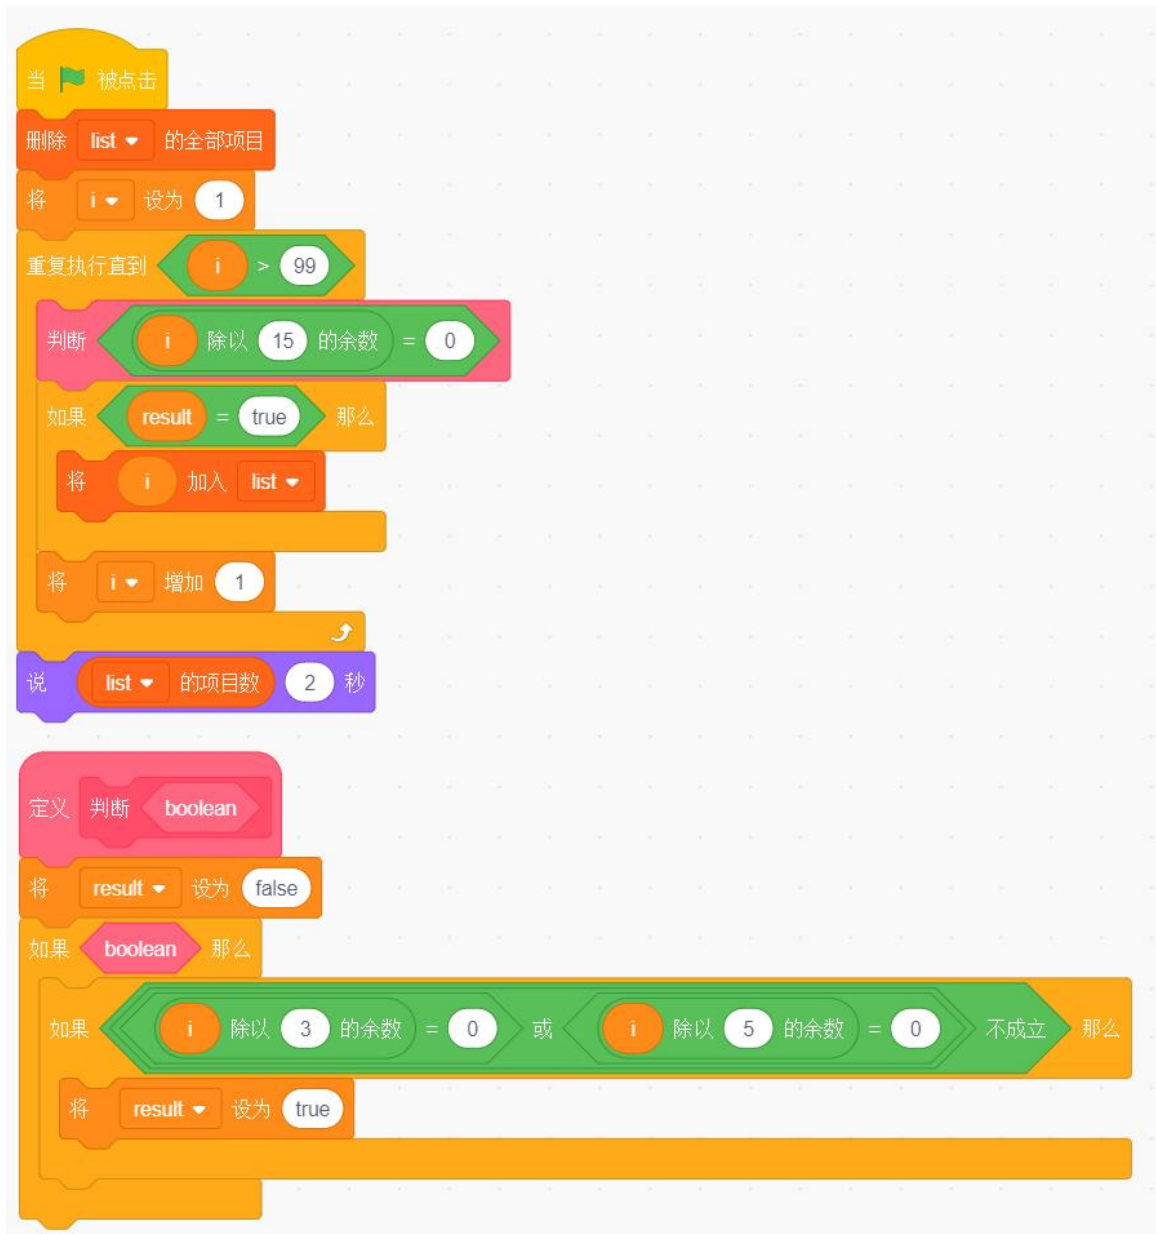 当 被点击
删除 list 的全部项目
将 i 设为 1
重复执行直到 i > 99
判断 i 除以 15 的余数 = 0
如果 result = true 那么
将 i 加入 list
将 i 增加 1
说 list 的项目数 2 秒
定义 判断 boolean
将 result 设为 false
如果 boolean 那么
如果 i 除以 3 的余数 = 0 或 i 除以 5 的余数 = 0 不成立 那么
将 result 设为 true